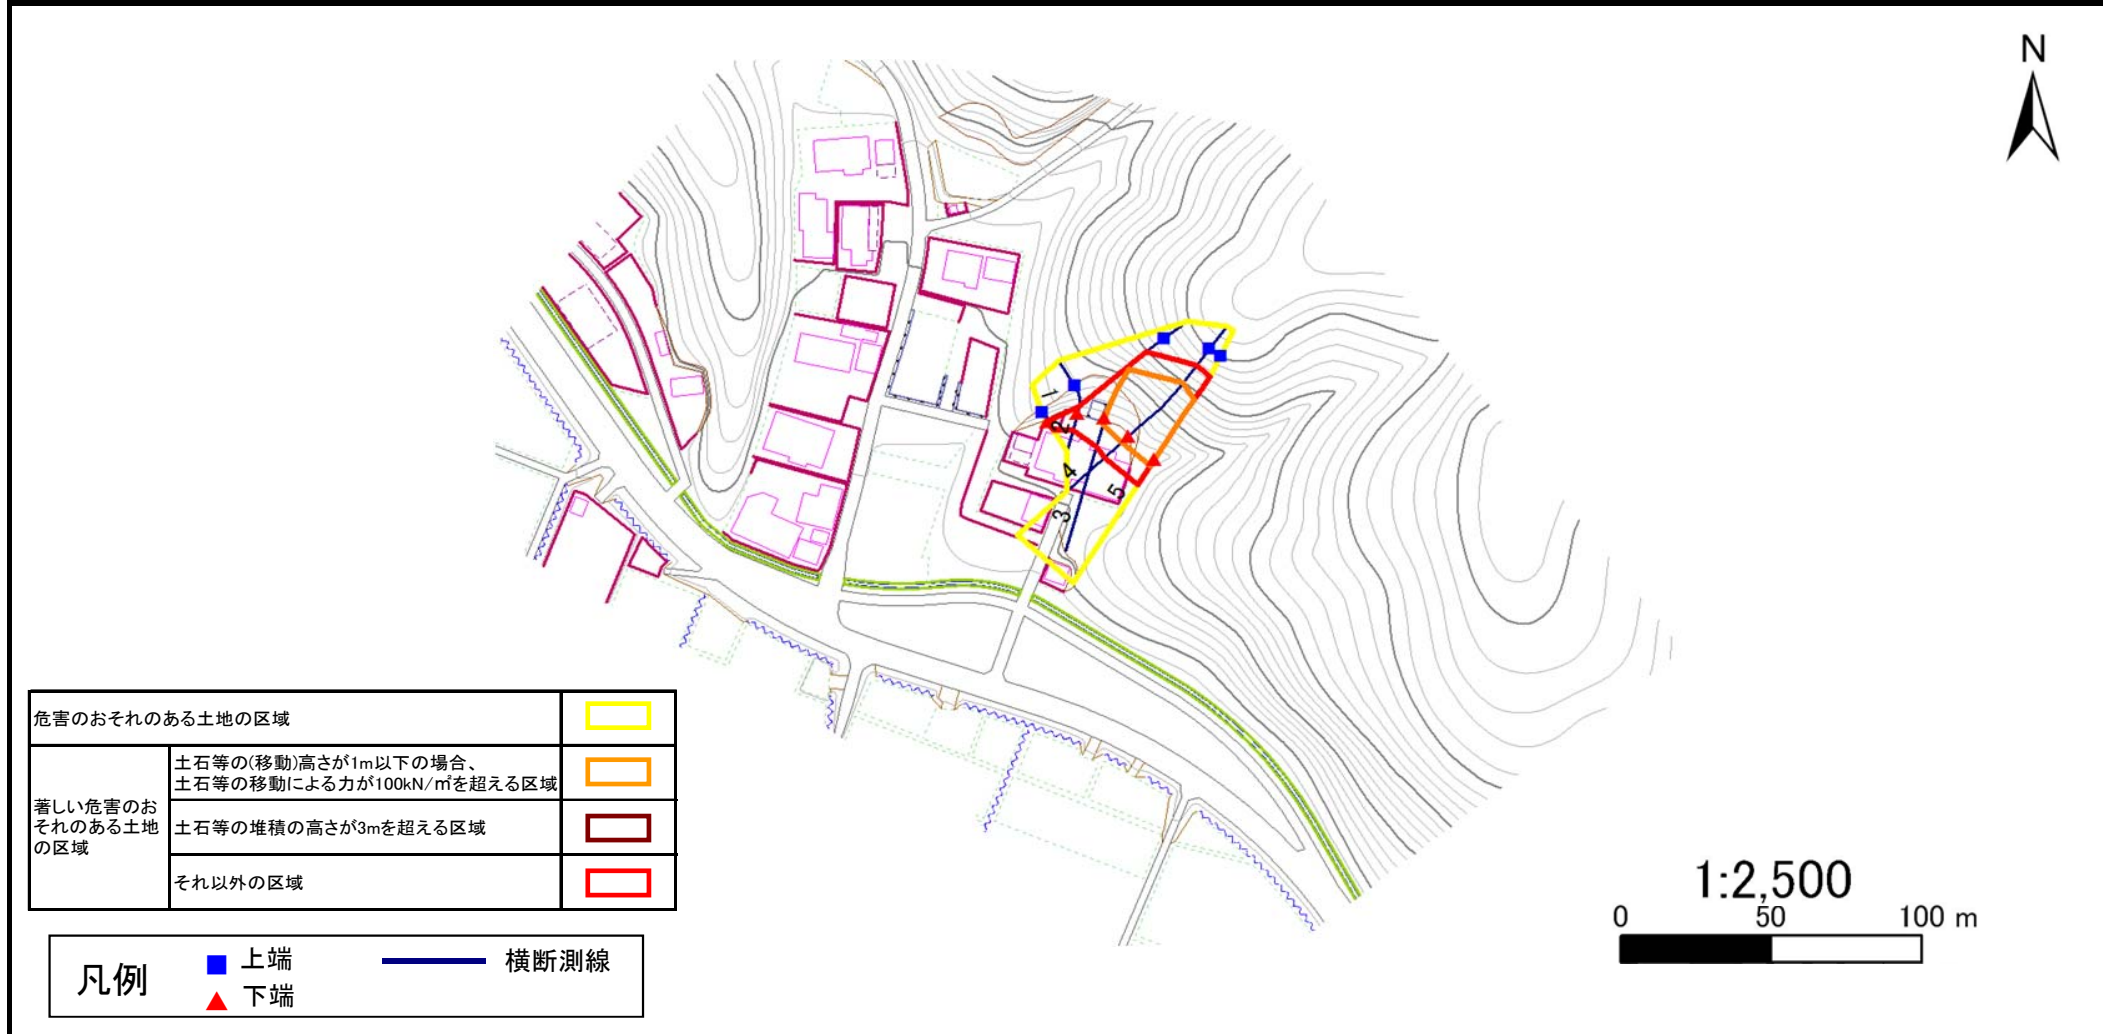 N
1
2
4
5
3
危害のおそれのある土地の区域
著しい危害のお
それのある土地
の区域
土石等の(移動)高さが1m以下の場合、
土石等の移動による力が100kN/㎡を超える区域
土石等の堆積の高さが3mを超える区域
それ以外の区域
凡例
上端
下端
横断測線
1:2,500
0 50 100 m